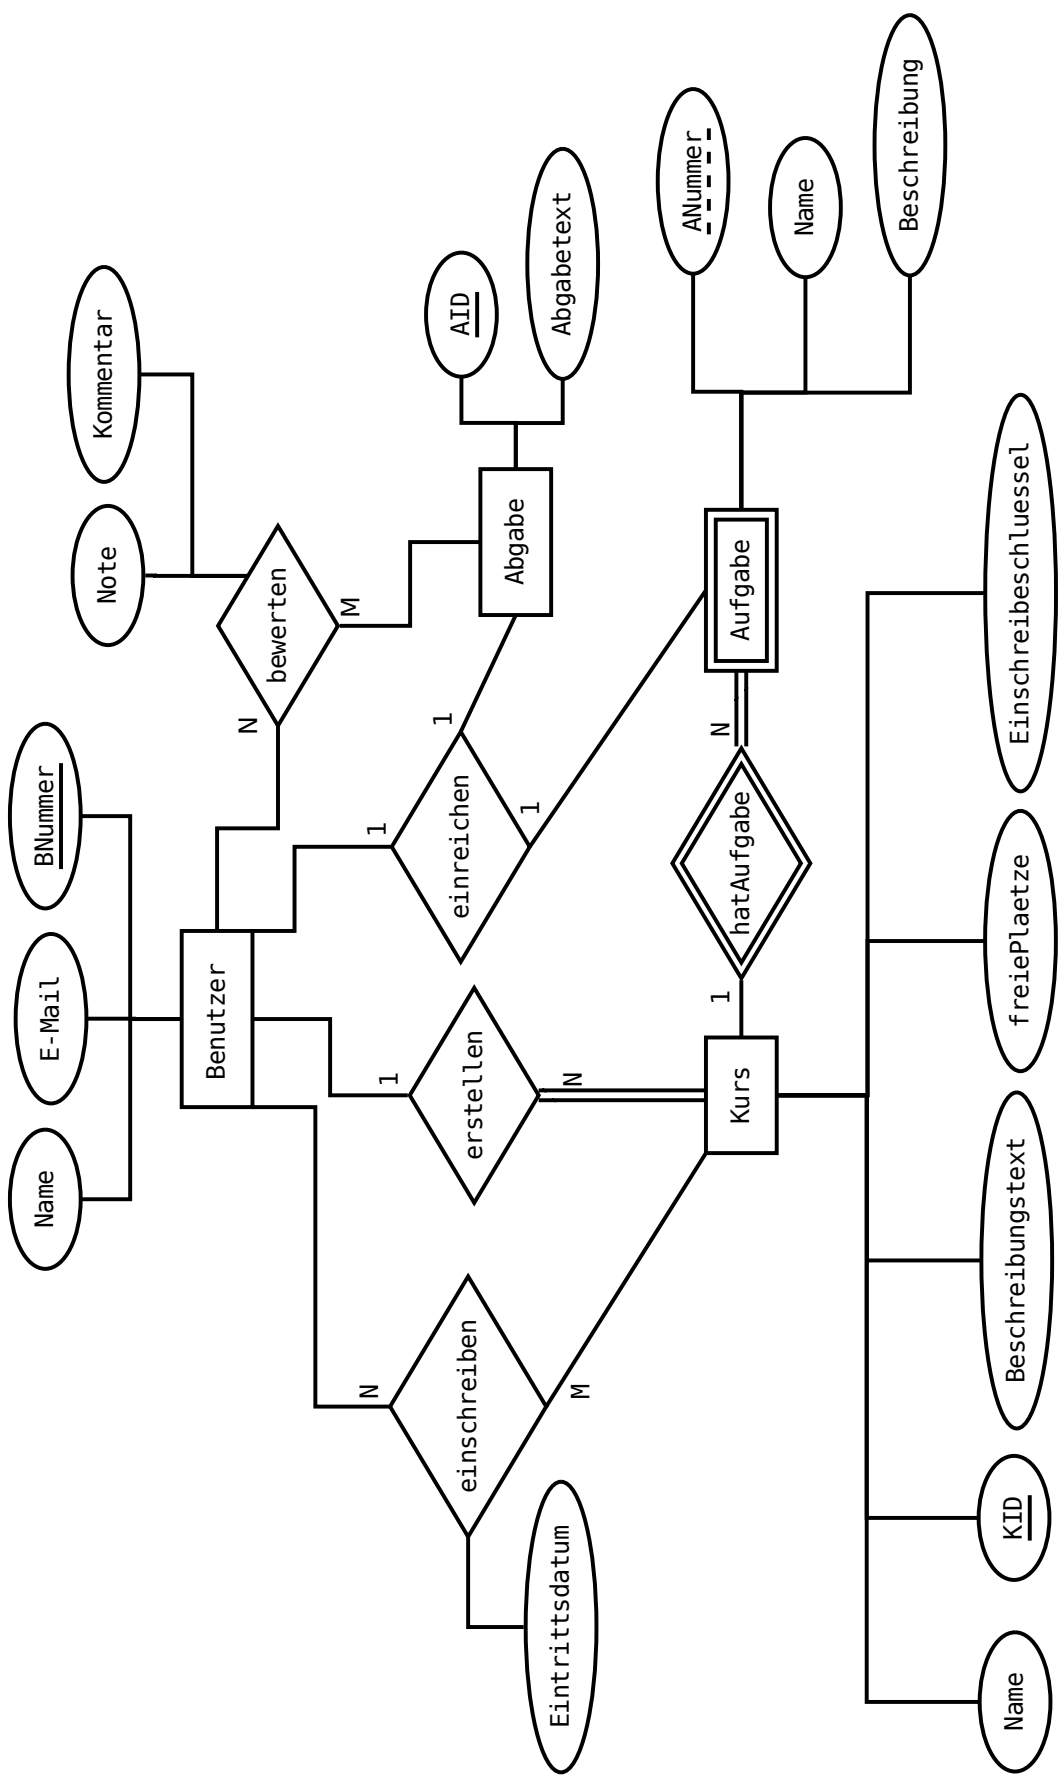 Name
E-Mail
BNummer
Note
Kommentar
Benutzer
N
bewerten
M
N
1
1
einschreiben
erstellen
einreichen
1
AID
M
N
1
Abgabe
Abgabetext
Eintrittsdatum
Kurs
1
hatAufgabe
N
Aufgabe
ANummer
Name
Beschreibung
Name
KID
Beschreibungstext
freiePlaetze
Einschreibeschluessel